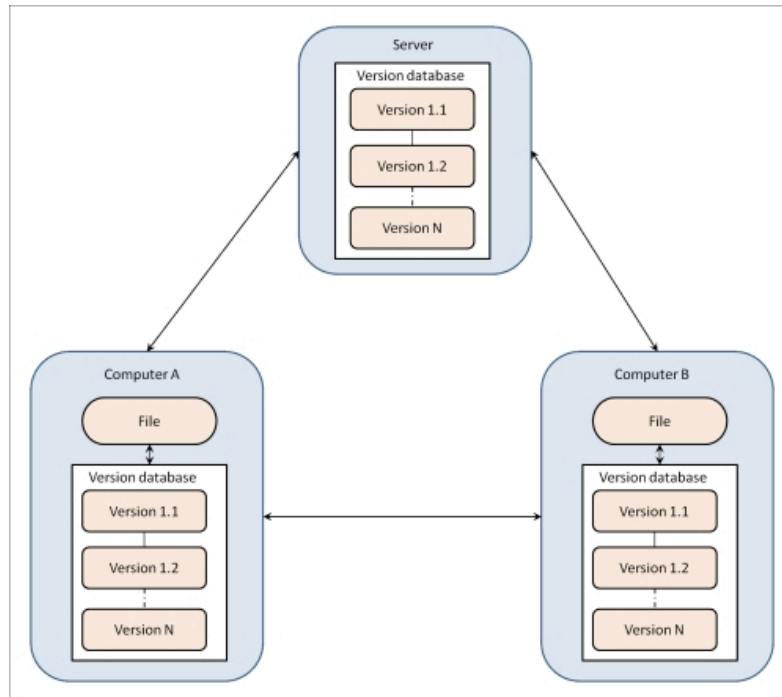 Server
Version database
Version 1.1
Version 1.2
Version N
Computer A
File
Version database
Version 1.1
Version 1.2
Version N
Computer B
File
Version database
Version 1.1
Version 1.2
Version N